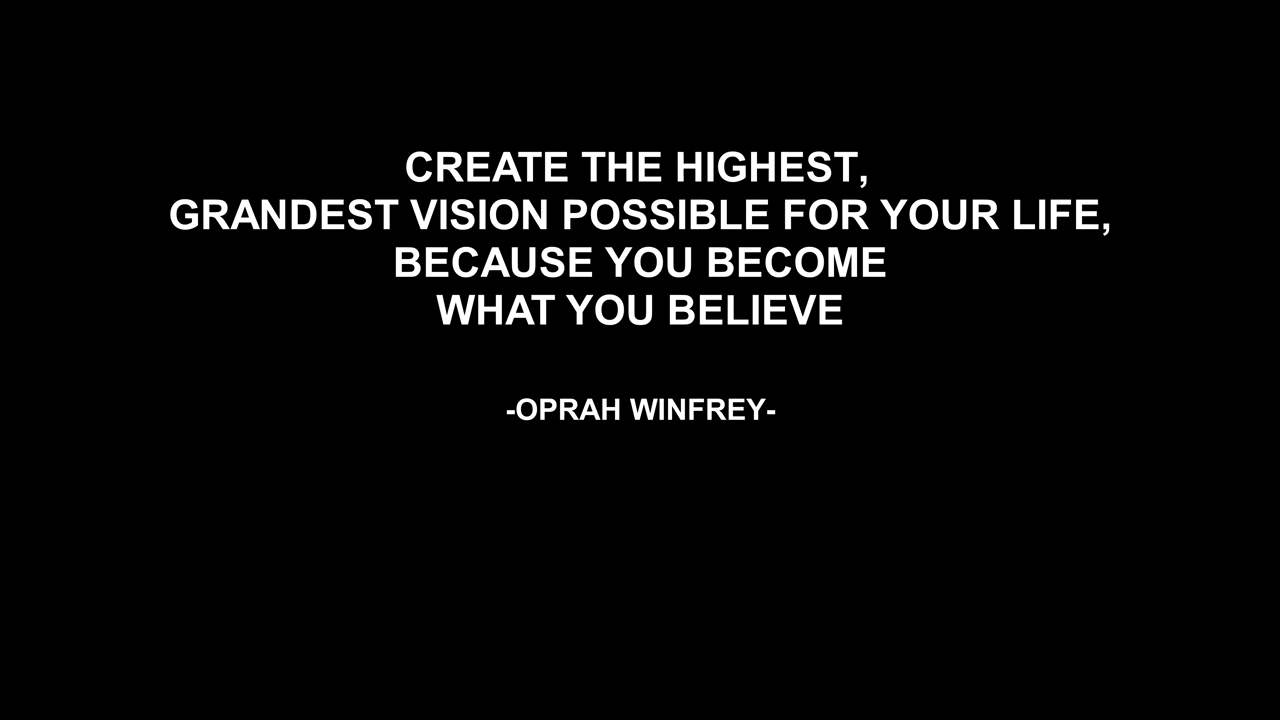 CREATE THE HIGHEST,
GRANDEST VISION POSSIBLE FOR YOUR LIFE,
BECAUSE YOU BECOME
WHAT YOU BELIEVE
-OPRAH WINFREY-